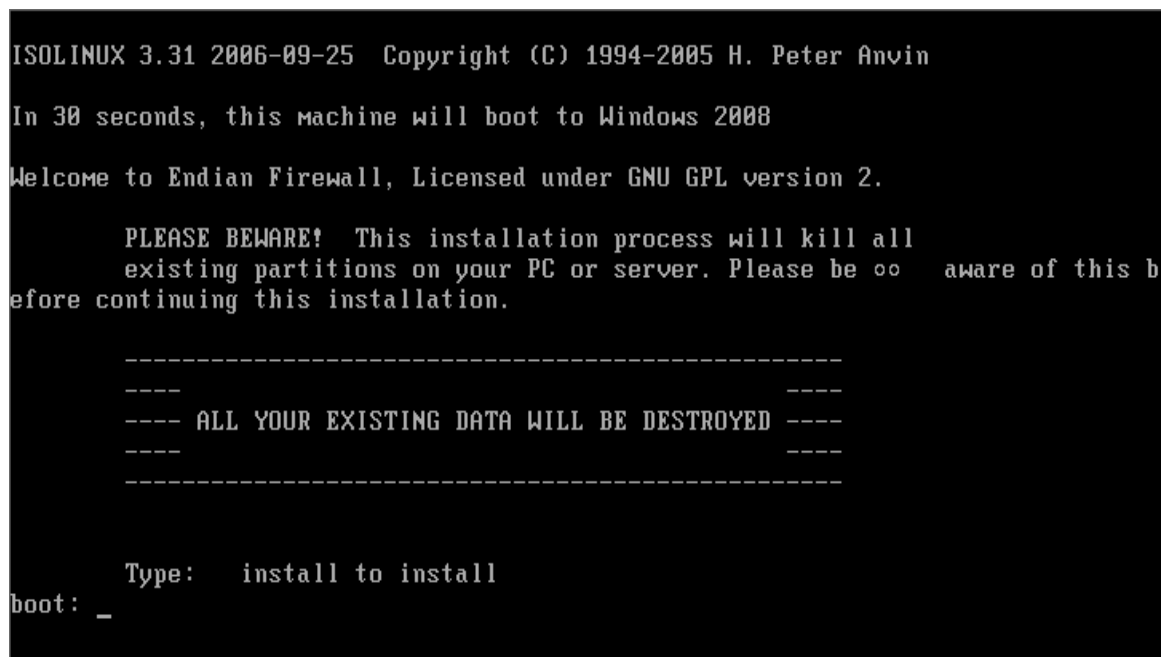 ISOLINUX 3.31 2006-09-25  Copyright (C) 1994-2005 H. Peter Anvin
In 30 seconds, this machine will boot to Windows 2008
Welcome to Endian Firewall, Licensed under GNU GPL version 2.
PLEASE BEWARE!  This installation process will kill all
existing partitions on your PC or server. Please be oo   aware of this b
efore continuing this installation.
--------------------------------------------------
----                                          ----
---- ALL YOUR EXISTING DATA WILL BE DESTROYED ----
----                                          ----
--------------------------------------------------
Type:   install to install
boot: _